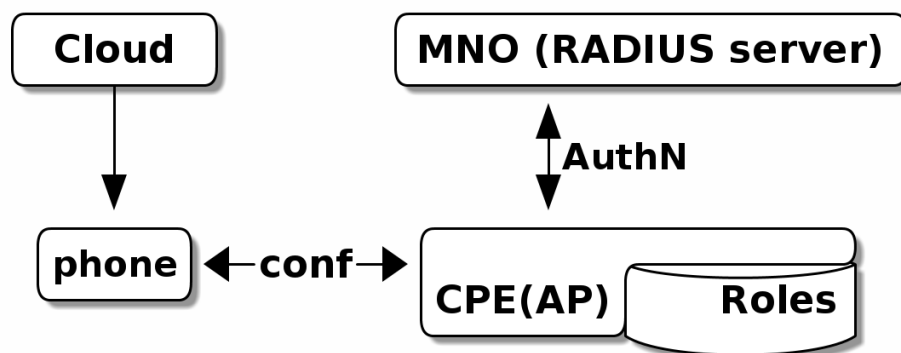 Cloud
MNO (RADIUS server)
AuthN
phone
conf
CPE(AP)
Roles